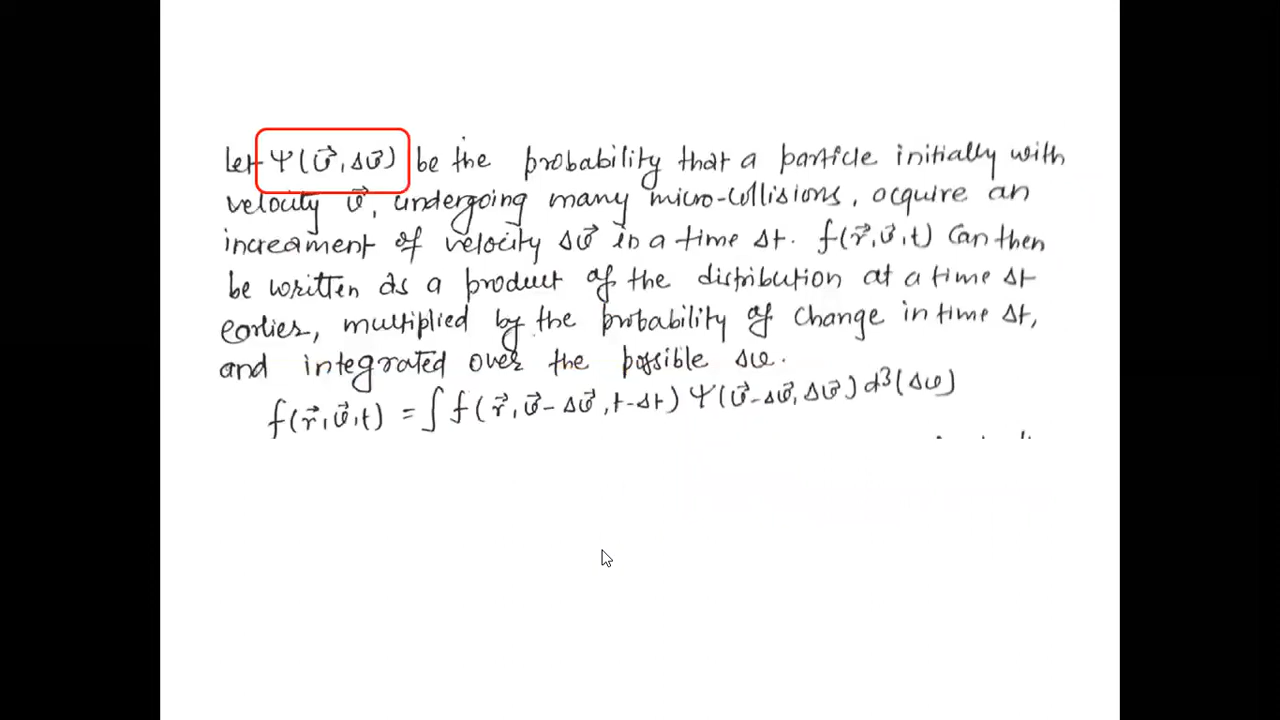 let Ψ(v⃗, Δv⃗) be the probability that a particle initially with
velocity v⃗, undergoing many micro-collisions, acquire an
increament of velocity Δv⃗ in a time Δt. f(r⃗, v⃗, t) Can then
be written as a product of the distribution at a time Δt
earlier, multiplied by the probability of change in time Δt,
and integrated over the possible Δv.
f(r⃗, v⃗, t) = ∫ f(r⃗, v⃗ - Δv⃗, t - Δt) Ψ(v⃗ - Δv⃗, Δv⃗) d³(Δv)